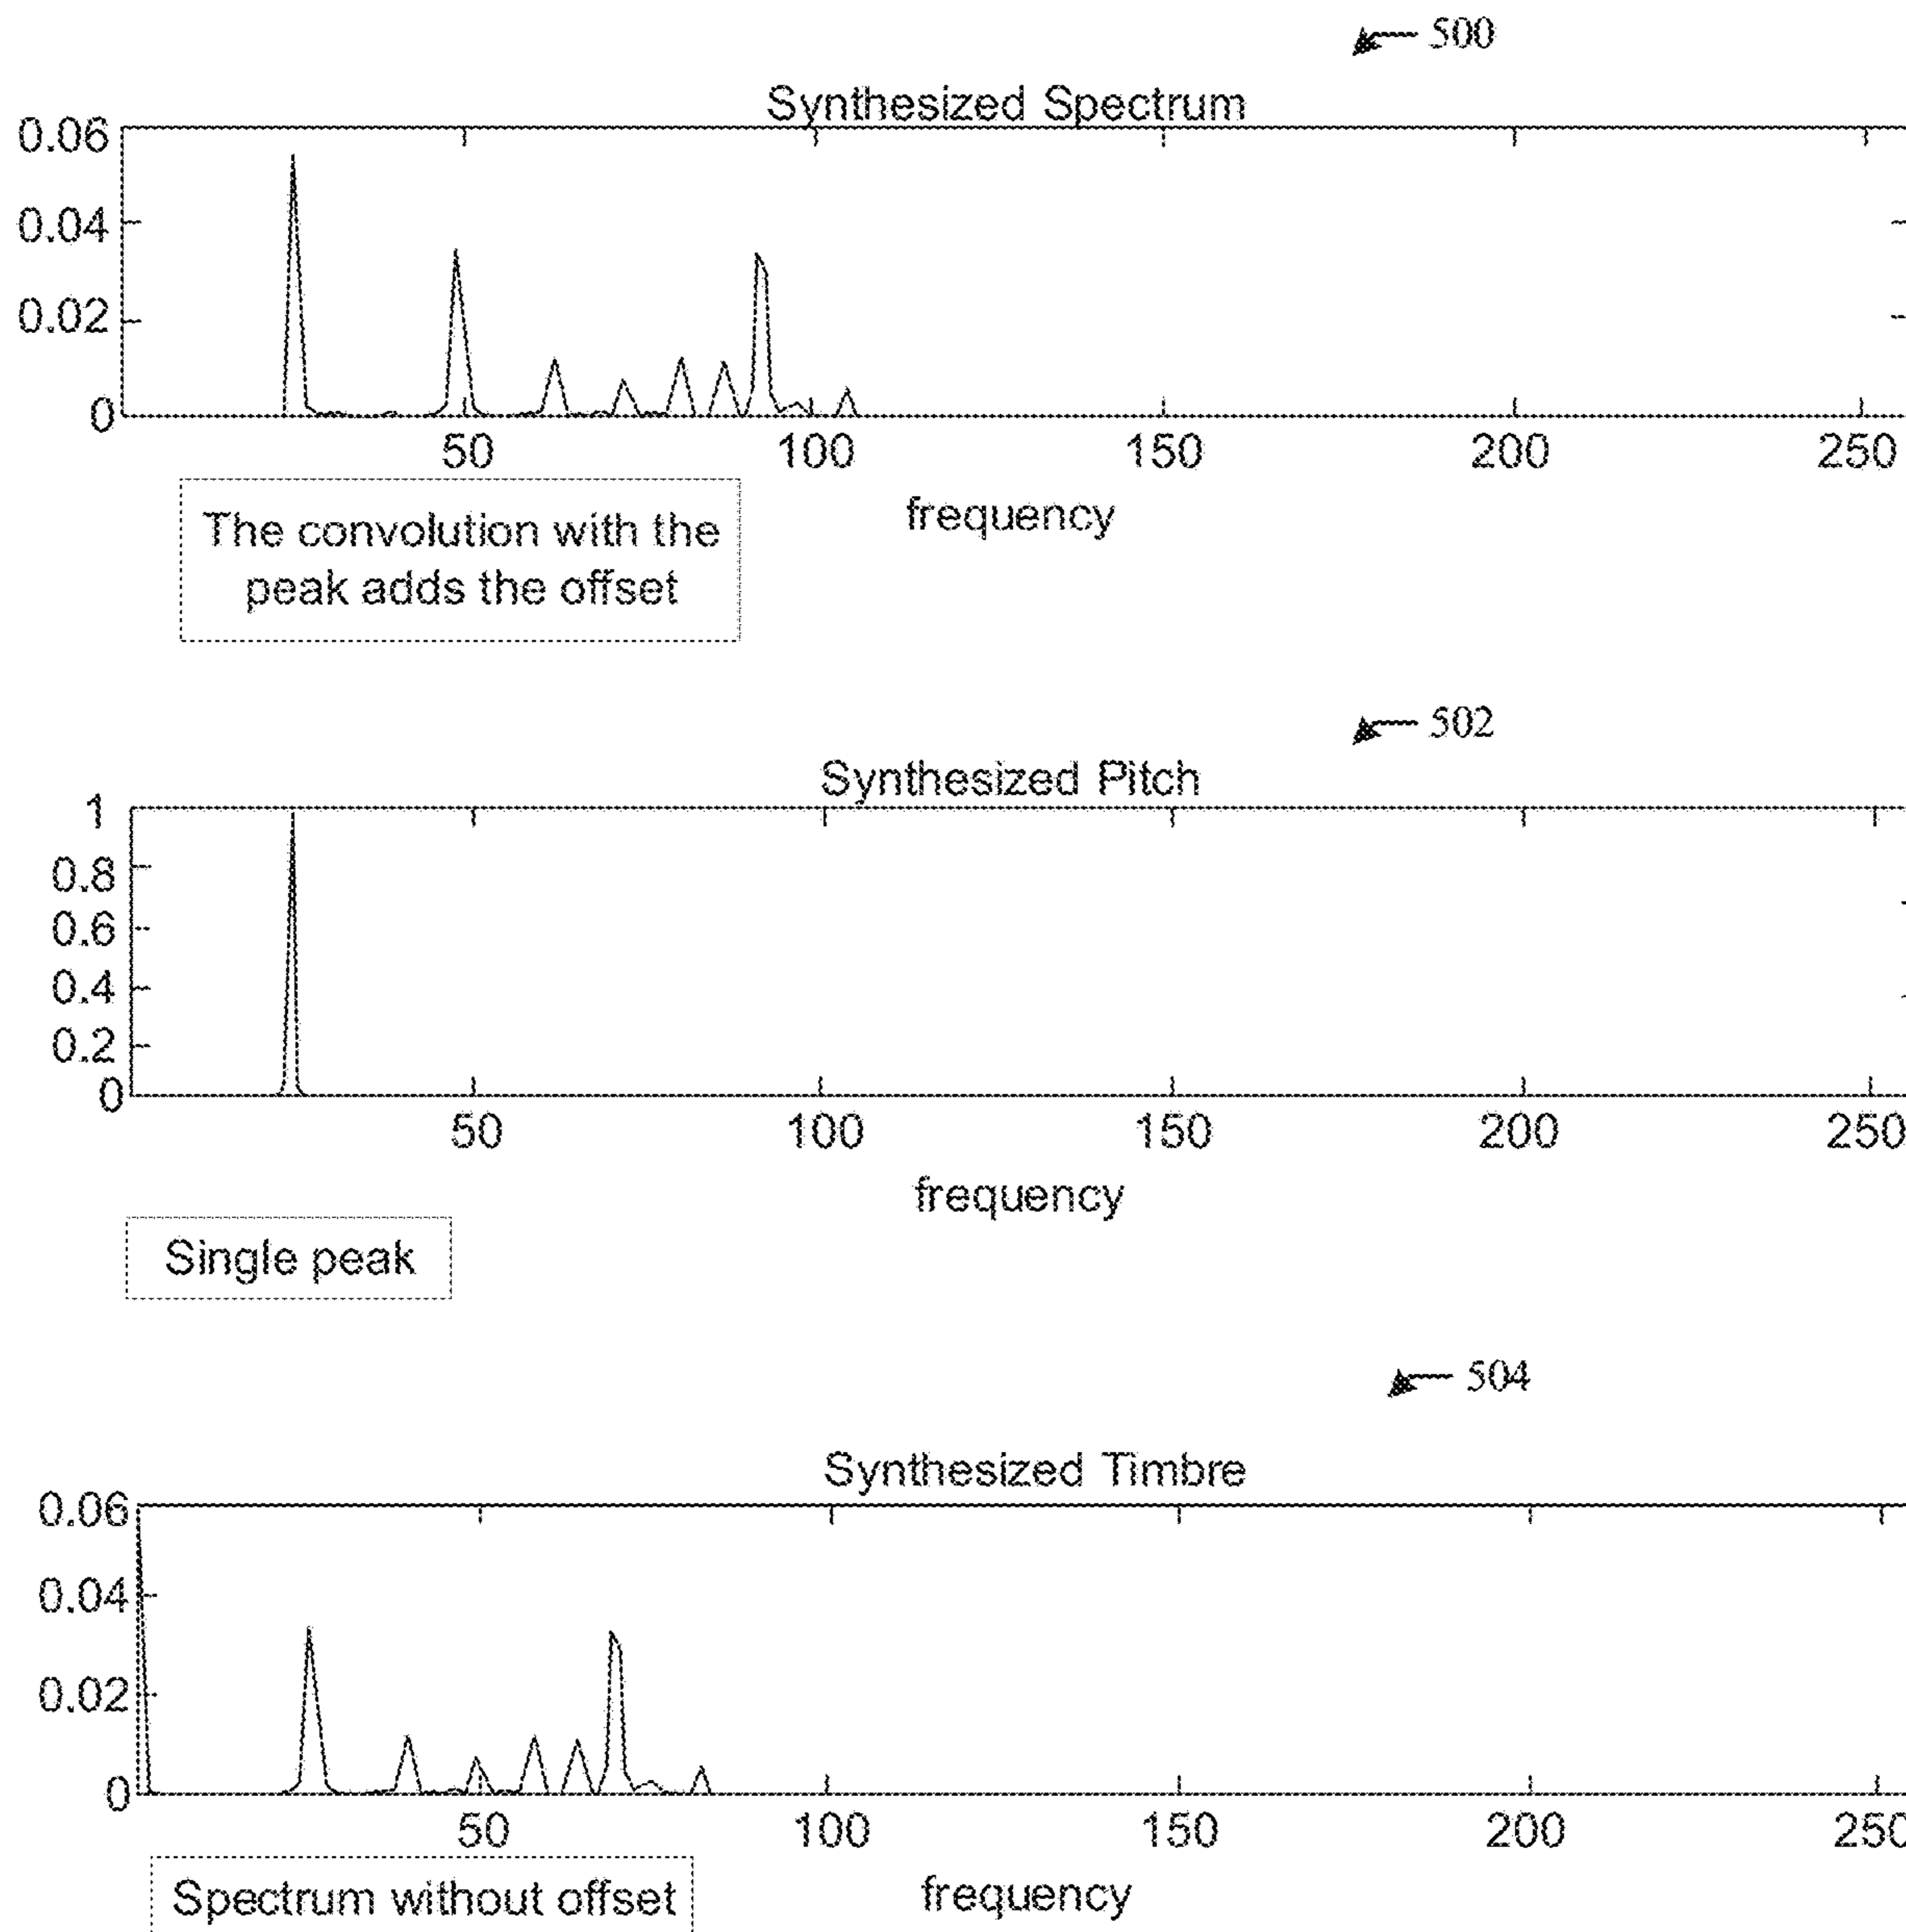 500
Synthesized Spectrum
0.06
0.04
0.02
0
50 100 150 200 250
frequency
The convolution with the
peak adds the offset
502
Synthesized Pitch
1
0.8
0.6
0.4
0.2
0
50 100 150 200 250
frequency
Single peak
504
Synthesized Timbre
0.06
0.04
0.02
0
50 100 150 200 250
frequency
Spectrum without offset